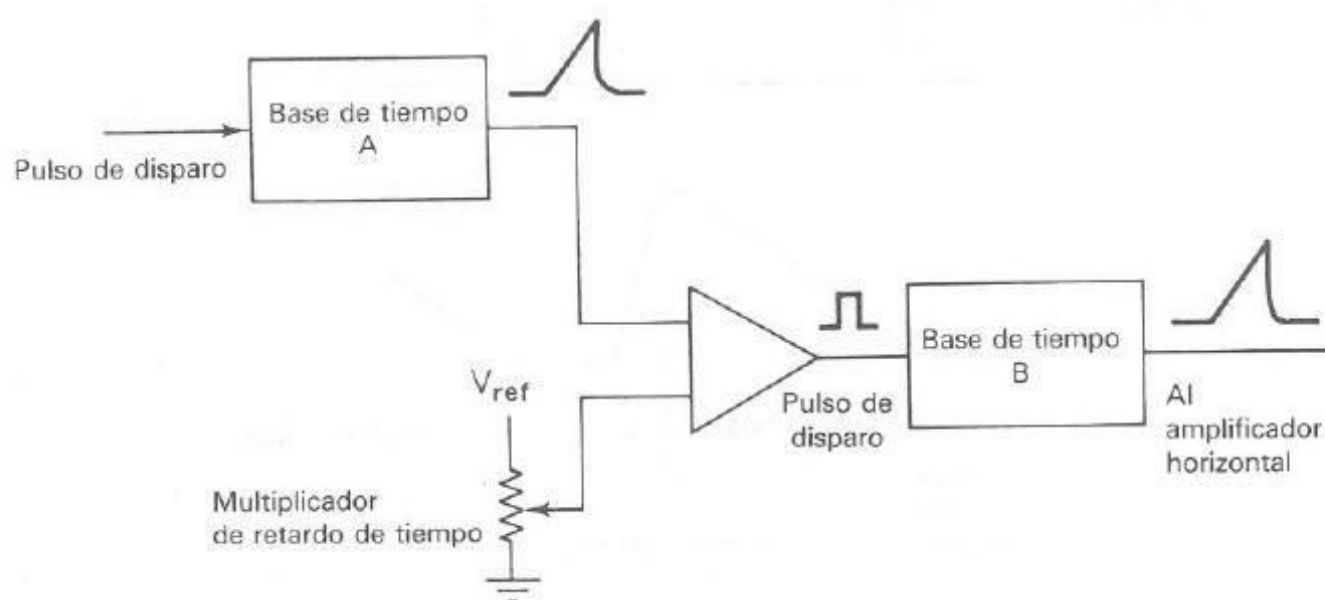 Base de tiempo
A
Pulso de disparo
Base de tiempo
B
Vref
Pulso de
disparo
Al
amplificador
horizontal
Multiplicador
de retardo de tiempo